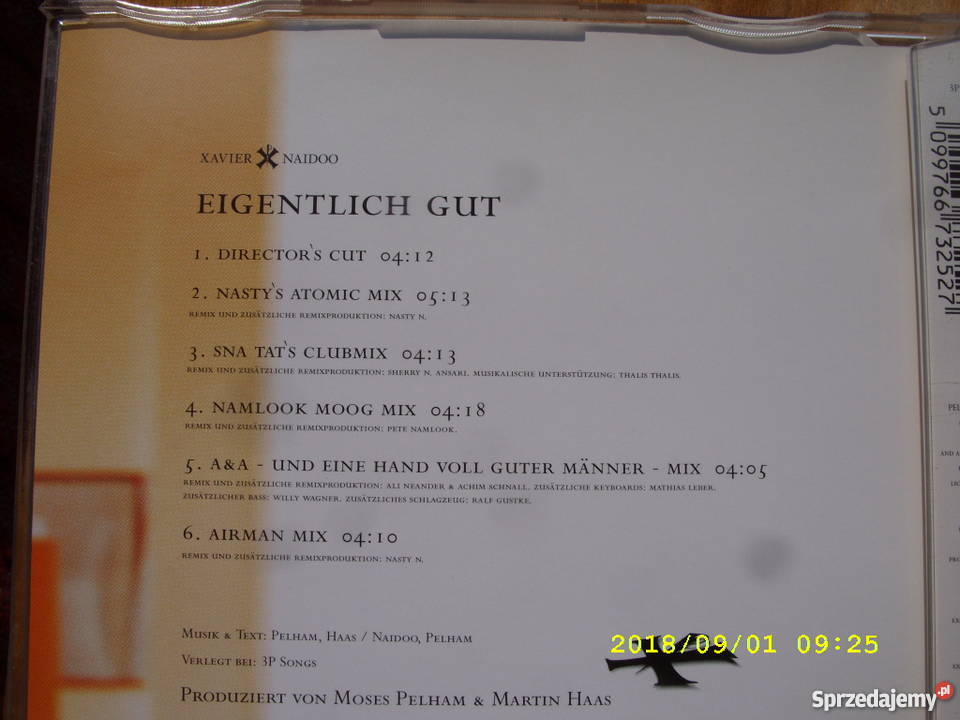 XAVIER NAIDOO
EIGENTLICH GUT
1. DIRECTOR`S CUT 04:12
2. NASTY`S ATOMIC MIX 05:13
REMIX UND ZUSÄTZLICHE REMIXPRODUKTION: NASTY N.
3. SNA TAT`S CLUBMIX 04:13
REMIX UND ZUSÄTZLICHE REMIXPRODUKTION: SHERRY N. ANSARI. MUSIKALISCHE UNTERSTÜTZUNG: THALIS THALIS.
4. NAMLOOK MOOG MIX 04:18
REMIX UND ZUSÄTZLICHE REMIXPRODUKTION: PETE NAMLOOK.
5. A&A - UND EINE HAND VOLL GUTER MÄNNER - MIX 04:05
REMIX UND ZUSÄTZLICHE REMIXPRODUKTION: ALI NEANDER & ACHIM SCHNALL. ZUSÄTZLICHE KEYBOARDS: MATHIAS LEBER.
ZUSÄTZLICHER BASS: WILLY WAGNER. ZUSÄTZLICHES SCHLAGZEUG: RALF GUSTKE.
6. AIRMAN MIX 04:10
REMIX UND ZUSÄTZLICHE REMIXPRODUKTION: NASTY N.
MUSIK & TEXT: PELHAM, HAAS / NAIDOO, PELHAM
VERLEGT BEI: 3P SONGS
PRODUZIERT VON MOSES PELHAM & MARTIN HAAS
5 099766 732527
3P
PEL
AND A
2018/09/01 09:25
Sprzedajemy.pl